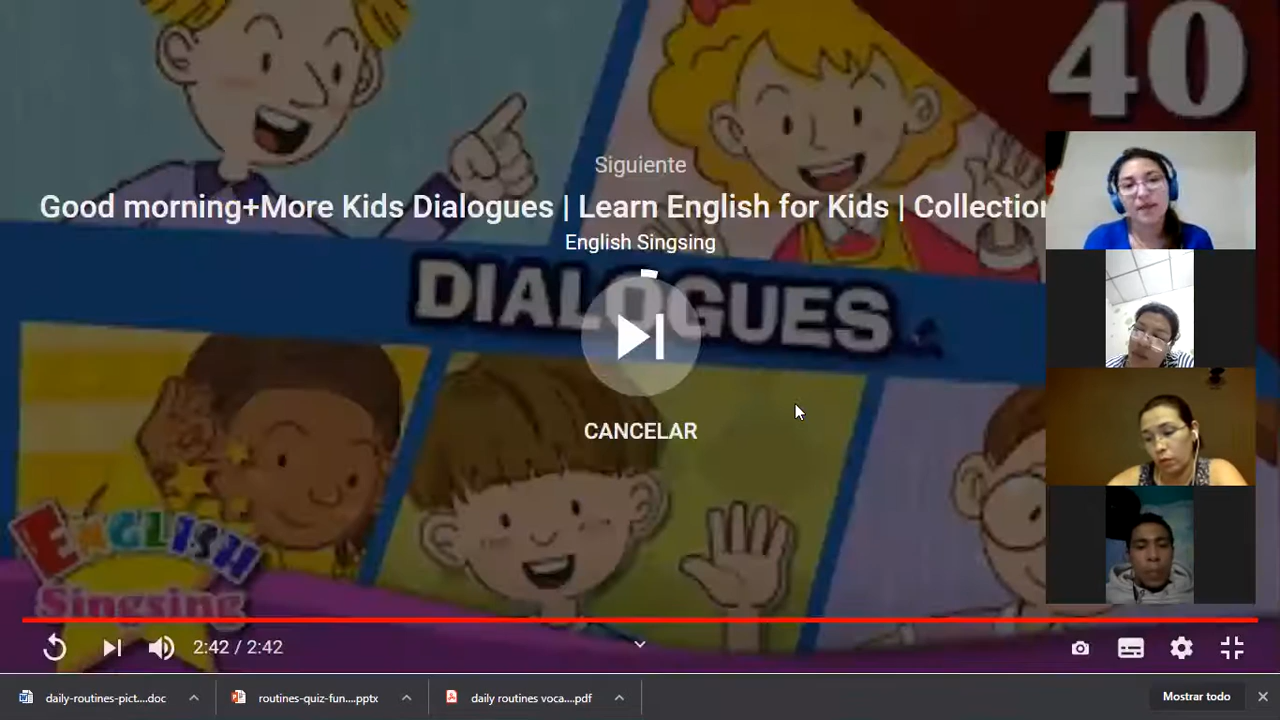 40
Siguiente
Good morning+More Kids Dialogues | Learn English for Kids | Collection
English Singsing
DIALOGUES
CANCELAR
ENGLISH
Singsing
2:42 / 2:42
daily-routines-pict....doc
routines-quiz-fun....pptx
daily routines voca....pdf
Mostrar todo